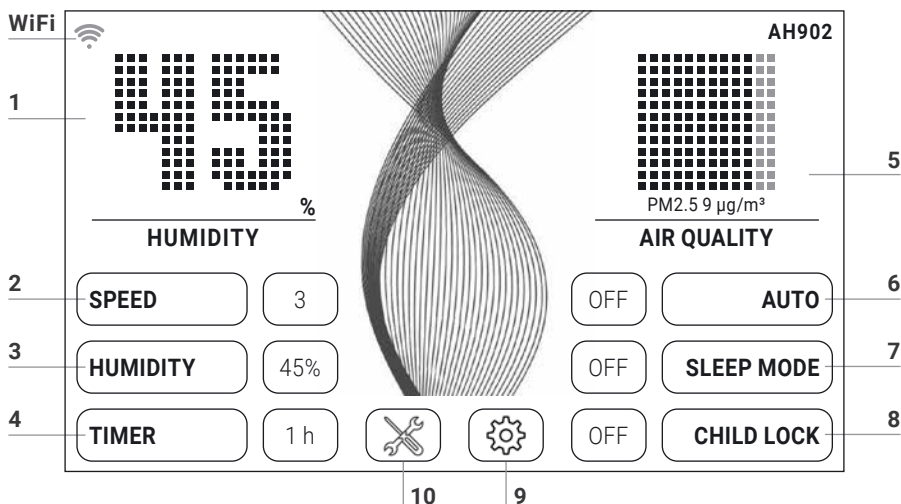 WiFi
AH902
1
45
%
HUMIDITY
5
PM2.5 9 µg/m³
AIR QUALITY
2
SPEED
3
OFF
AUTO
6
3
HUMIDITY
45%
OFF
SLEEP MODE
7
4
TIMER
1 h
OFF
CHILD LOCK
8
10
9